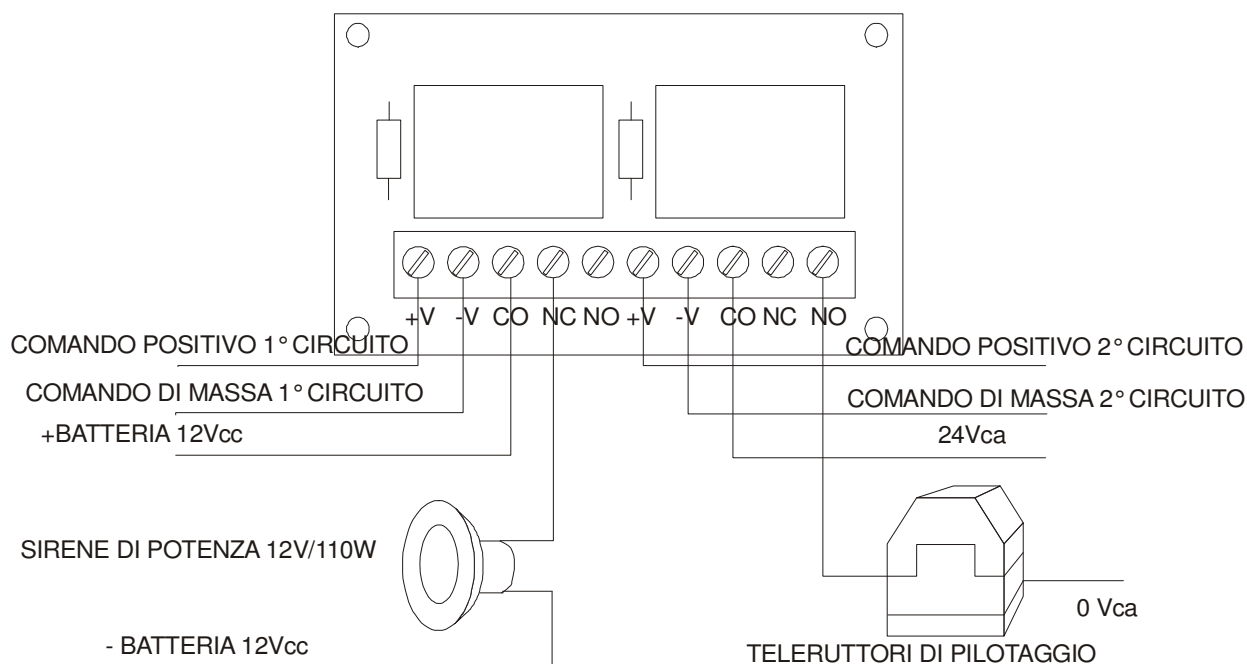 +V -V CO NC NO +V -V CO NC NO
COMANDO POSITIVO 1° CIRCUITO
COMANDO POSITIVO 2° CIRCUITO
COMANDO DI MASSA 1° CIRCUITO
COMANDO DI MASSA 2° CIRCUITO
+BATTERIA 12Vcc
24Vca
SIRENE DI POTENZA 12V/110W
0 Vca
- BATTERIA 12Vcc
TELERUTTORI DI PILOTAGGIO